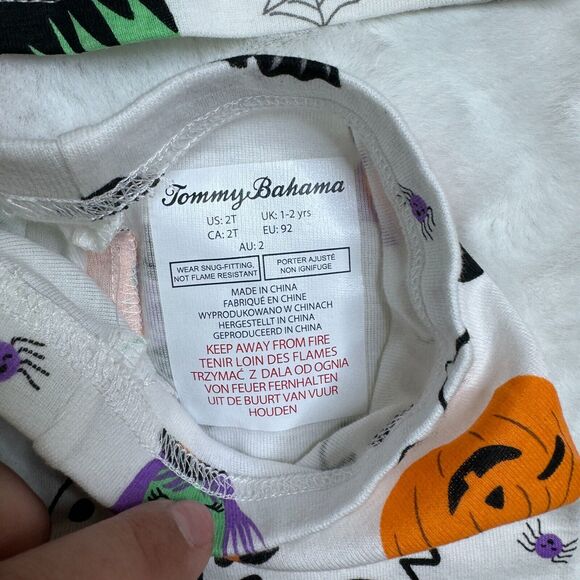 Tommy Bahama
US: 2T UK: 1-2 yrs
CA: 2T EU: 92
AU: 2
WEAR SNUG-FITTING,
NOT FLAME RESISTANT
PORTER AJUSTÉ
NON IGNIFUGE
MADE IN CHINA
FABRIQUÉ EN CHINE
WYPRODUKOWANO W CHINACH
HERGESTELLT IN CHINA
GEPRODUCEERD IN CHINA
KEEP AWAY FROM FIRE
TENIR LOIN DES FLAMES
TRZYMAĆ Z DALA OD OGNIA
VON FEUER FERNHALTEN
UIT DE BUURT VAN VUUR
HOUDEN